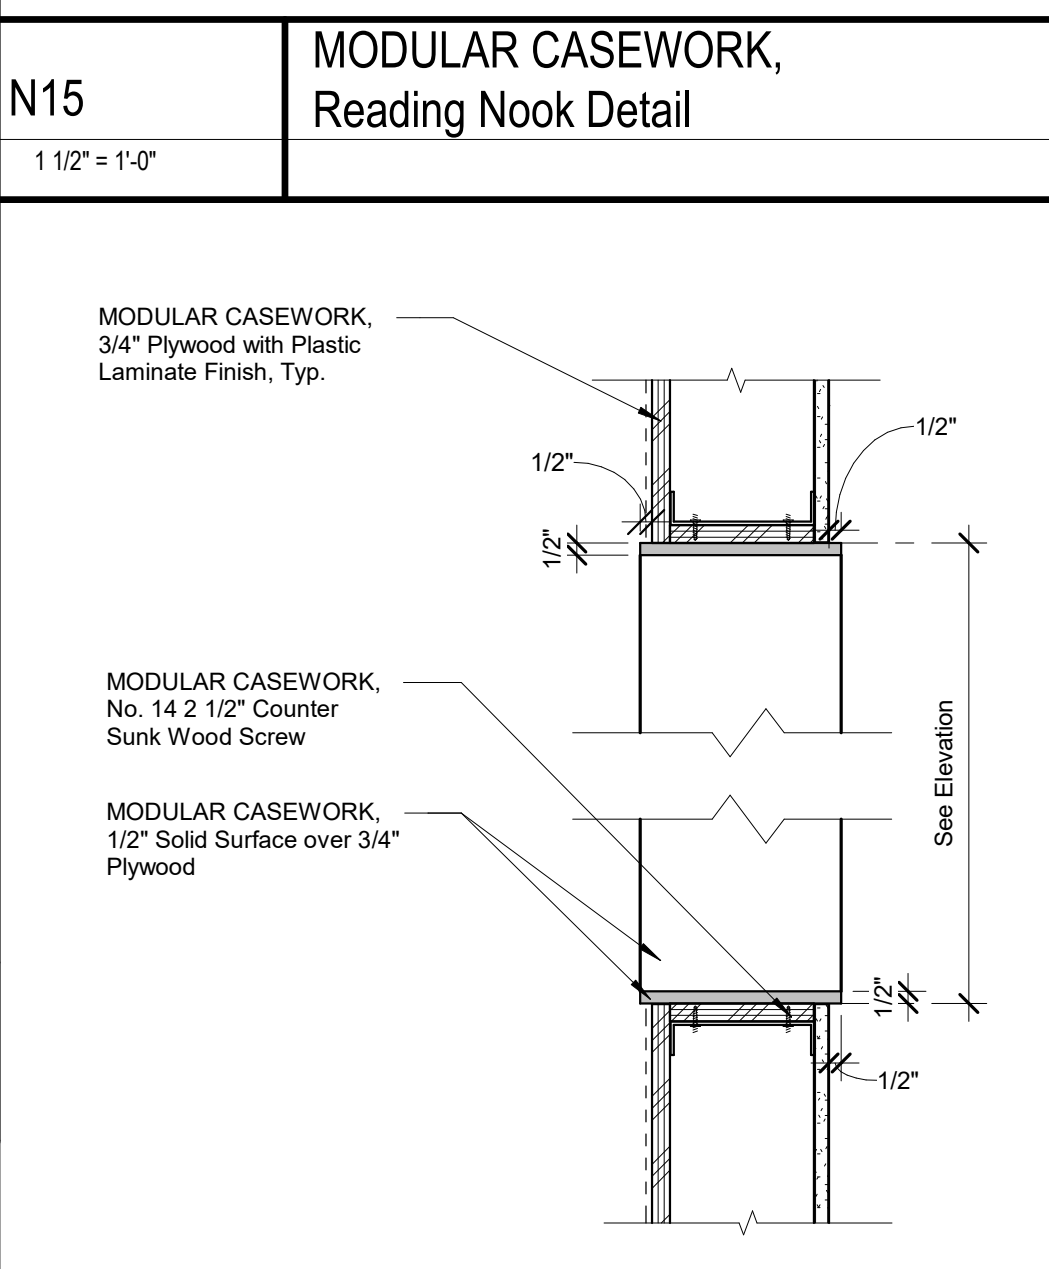 MODULAR CASEWORK,
Reading Nook Detail
N15
1 1/2" = 1'-0"
MODULAR CASEWORK,
3/4" Plywood with Plastic
Laminate Finish, Typ.
1/2"
1/2"
1/2"
MODULAR CASEWORK,
No. 14 2 1/2" Counter
Sunk Wood Screw
See Elevation
MODULAR CASEWORK,
1/2" Solid Surface over 3/4"
Plywood
1/2"
1/2"